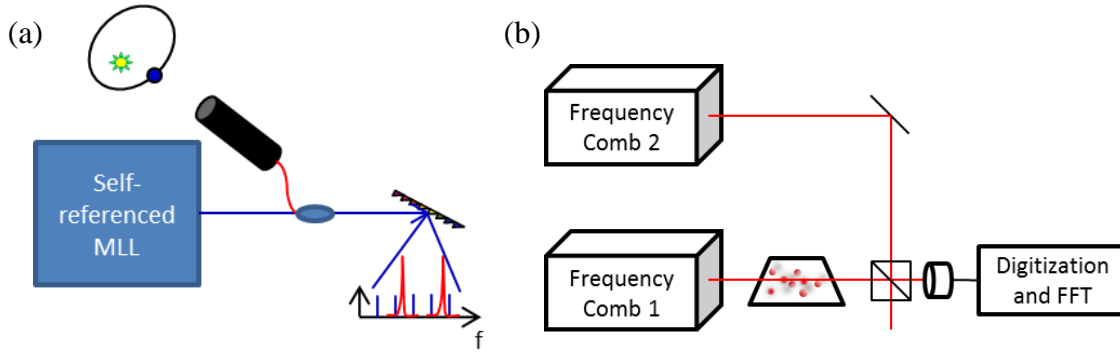 (a)
Self-
referenced
MLL
f
(b)
Frequency
Comb 2
Frequency
Comb 1
Digitization
and FFT